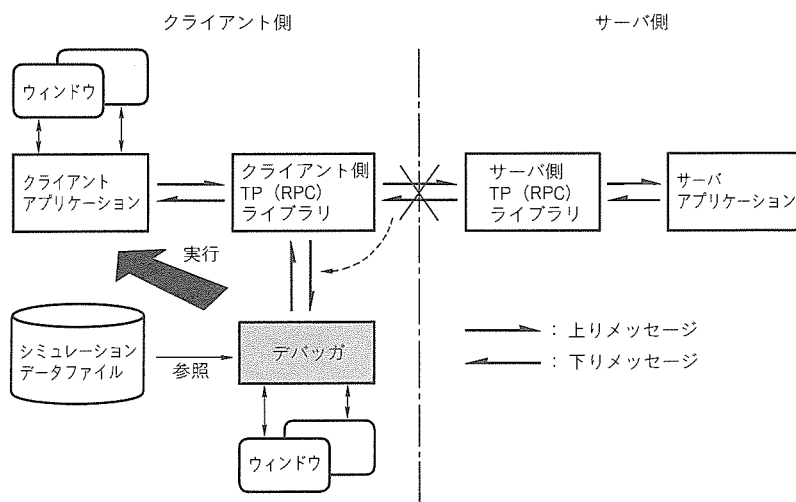 クライアント側
サーバ側
ウィンドウ
クライアント
アプリケーション
クライアント側
TP (RPC)
ライブラリ
サーバ側
TP (RPC)
ライブラリ
サーバ
アプリケーション
実行
シミュレーション
データファイル
参照
デバッガ
ウィンドウ
:上りメッセージ
:下りメッセージ